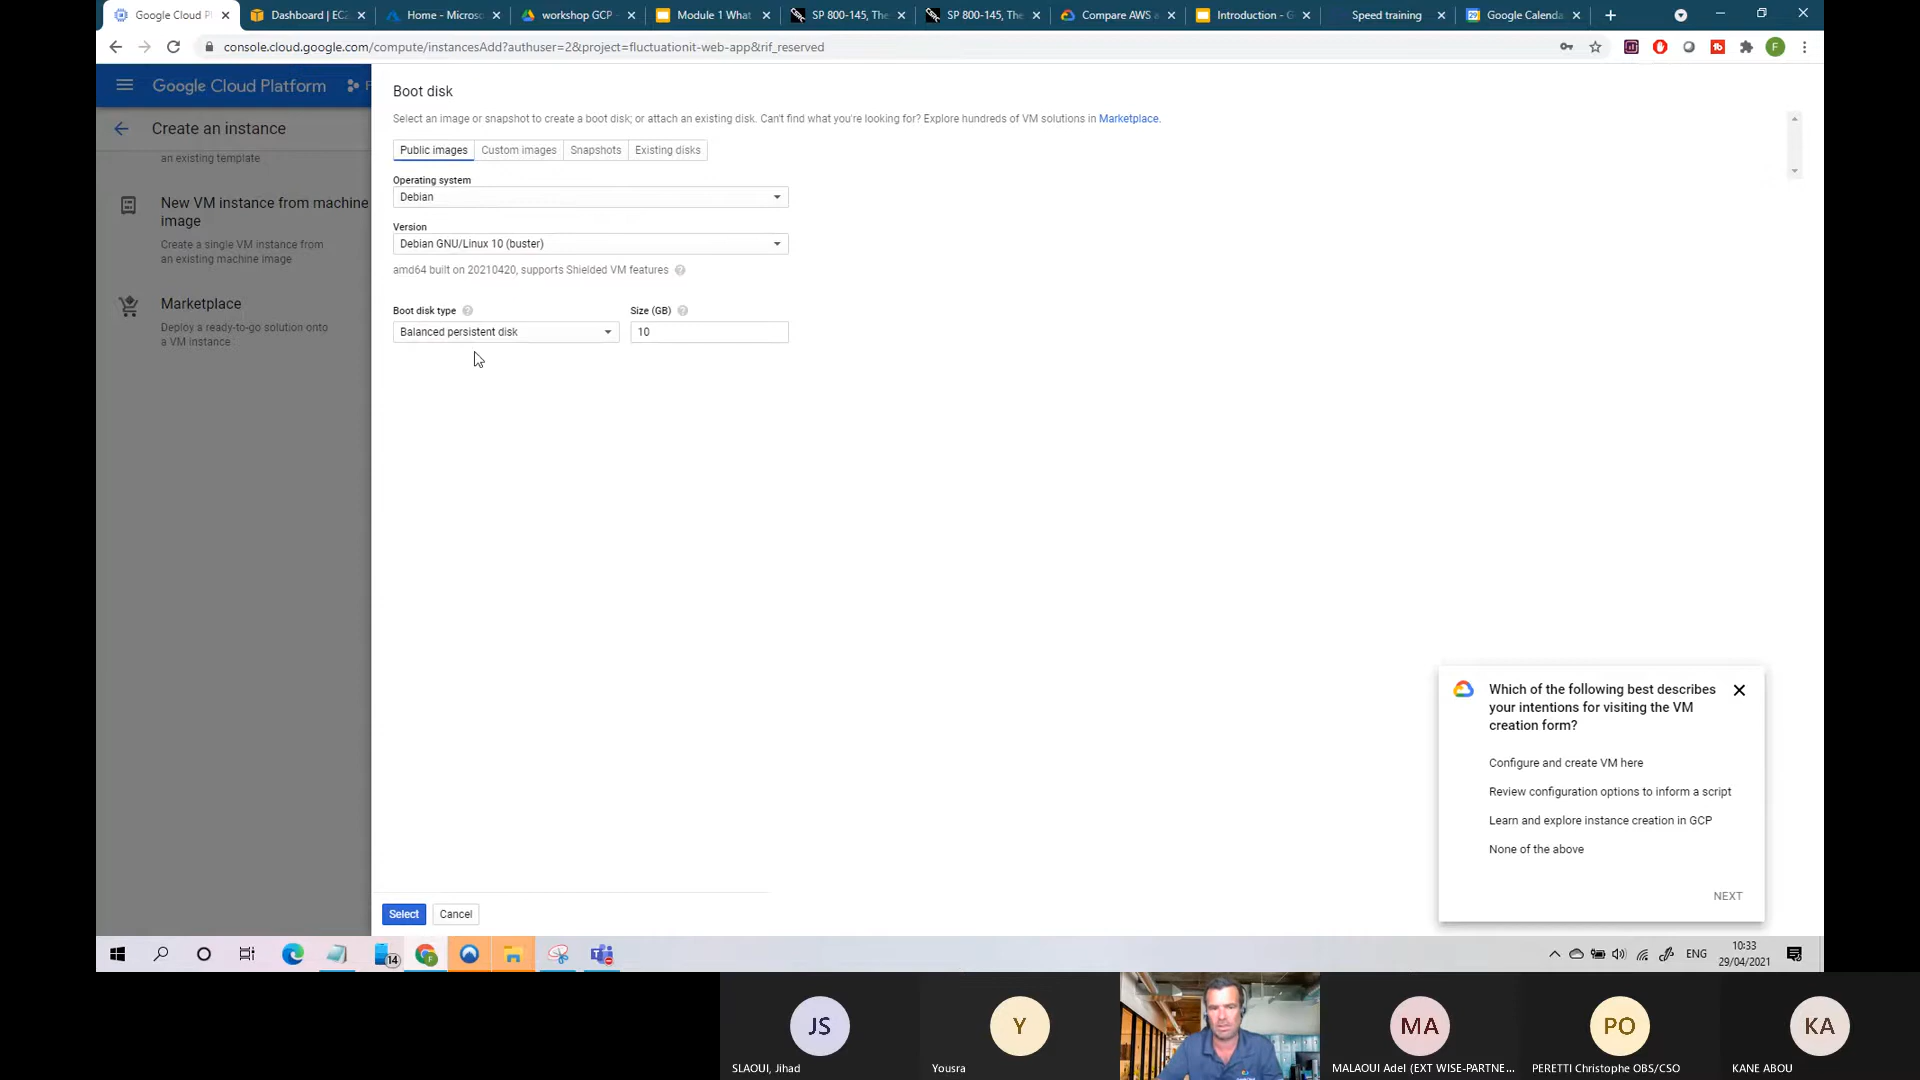 Google Cloud Pl
Dashboard | EC2
Home - Microso
workshop GCP -
Module 1 What
SP 800-145, The
SP 800-145, The
Compare AWS a
Introduction - G
Speed training
Google Calenda
console.cloud.google.com/compute/instancesAdd?authuser=2&project=fluctuationit-web-app&rif_reserved
F
Google Cloud Platform
F
Create an instance
an existing template
New VM instance from machine
image
Create a single VM instance from
an existing machine image
Marketplace
Deploy a ready-to-go solution onto
a VM instance
Boot disk
Select an image or snapshot to create a boot disk; or attach an existing disk. Can't find what you're looking for? Explore hundreds of VM solutions in Marketplace.
Public images
Custom images
Snapshots
Existing disks
Operating system
Debian
Version
Debian GNU/Linux 10 (buster)
amd64 built on 20210420, supports Shielded VM features
Boot disk type
Size (GB)
Balanced persistent disk
10
Which of the following best describes
your intentions for visiting the VM
creation form?
Configure and create VM here
Review configuration options to inform a script
Learn and explore instance creation in GCP
None of the above
NEXT
Select
Cancel
14
ENG
10:33
29/04/2021
JS
SLAOUI, Jihad
Y
Yousra
MA
MALAOUI Adel (EXT WISE-PARTNE...
PO
PERETTI Christophe OBS/CSO
KA
KANE ABOU